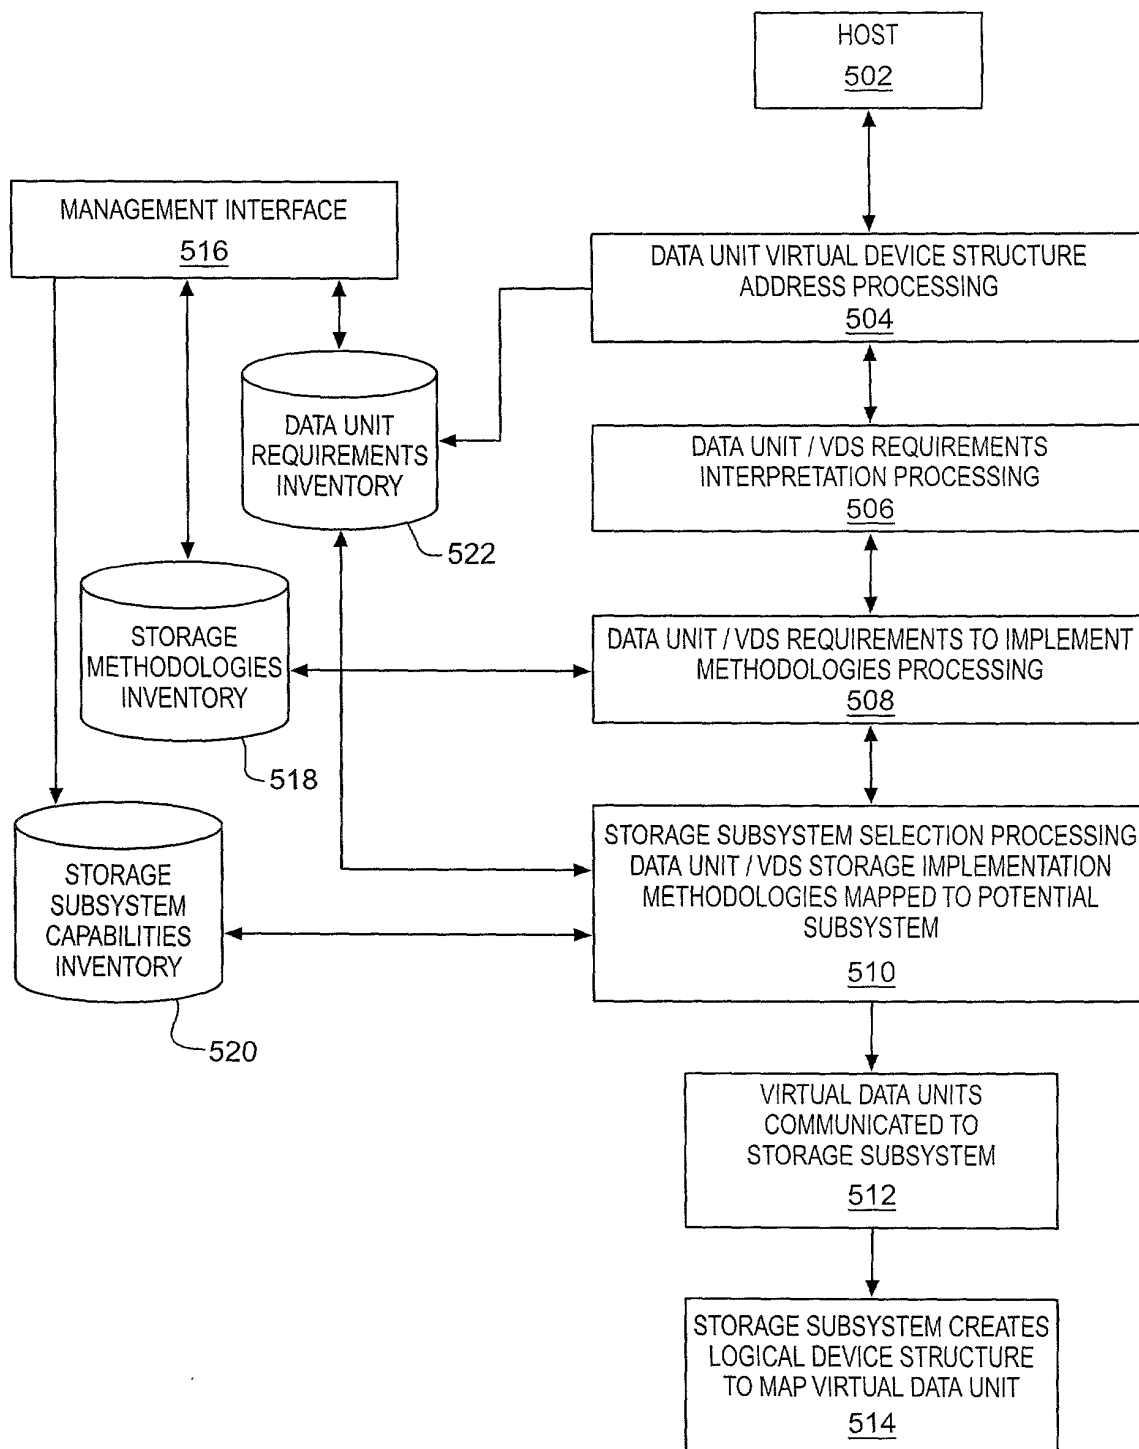 HOST
502
MANAGEMENT INTERFACE
516
DATA UNIT VIRTUAL DEVICE STRUCTURE
ADDRESS PROCESSING
504
DATA UNIT
REQUIREMENTS
INVENTORY
522
DATA UNIT / VDS REQUIREMENTS
INTERPRETATION PROCESSING
506
STORAGE
METHODOLOGIES
INVENTORY
518
DATA UNIT / VDS REQUIREMENTS TO IMPLEMENT
METHODOLOGIES PROCESSING
508
STORAGE
SUBSYSTEM
CAPABILITIES
INVENTORY
520
STORAGE SUBSYSTEM SELECTION PROCESSING
DATA UNIT / VDS STORAGE IMPLEMENTATION
METHODOLOGIES MAPPED TO POTENTIAL
SUBSYSTEM
510
VIRTUAL DATA UNITS
COMMUNICATED TO
STORAGE SUBSYSTEM
512
STORAGE SUBSYSTEM CREATES
LOGICAL DEVICE STRUCTURE
TO MAP VIRTUAL DATA UNIT
514